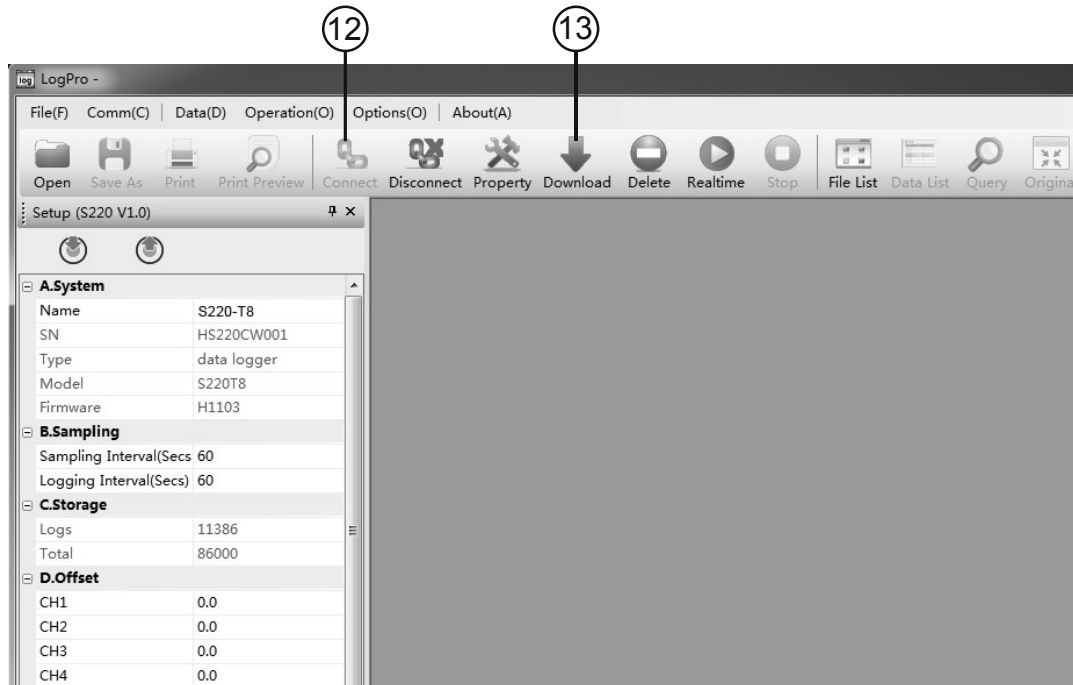 12 13
log LogPro -
File(F) Comm(C) Data(D) Operation(O) Options(O) About(A)
Open Save As Print Print Preview Connect Disconnect Property Download Delete Realtime Stop File List Data List Query Origina
Setup (S220 V1.0)
A.System
Name S220-T8
SN HS220CW001
Type data logger
Model S220T8
Firmware H1103
B.Sampling
Sampling Interval(Secs 60
Logging Interval(Secs) 60
C.Storage
Logs 11386
Total 86000
D.Offset
CH1 0.0
CH2 0.0
CH3 0.0
CH4 0.0